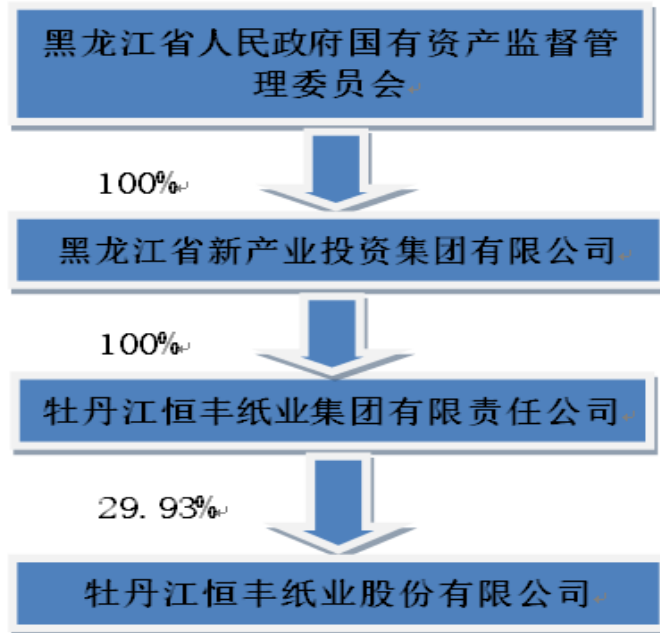 黑龙江省人民政府国有资产监督管
理委员会
100%
黑龙江省新产业投资集团有限公司
100%
牡丹江恒丰纸业集团有限责任公司
29.93%
牡丹江恒丰纸业股份有限公司